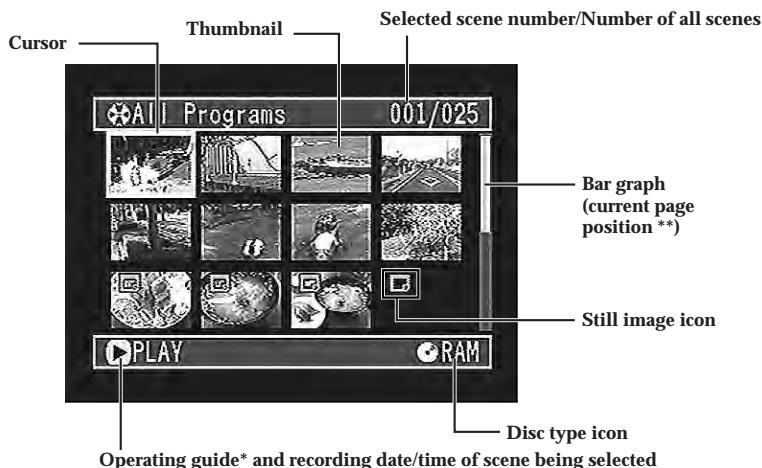 Selected scene number/Number of all scenes
Thumbnail
Cursor
All Programs 001/025
Bar graph
(current page
position **)
Still image icon
PLAY RAM
Disc type icon
Operating guide* and recording date/time of scene being selected